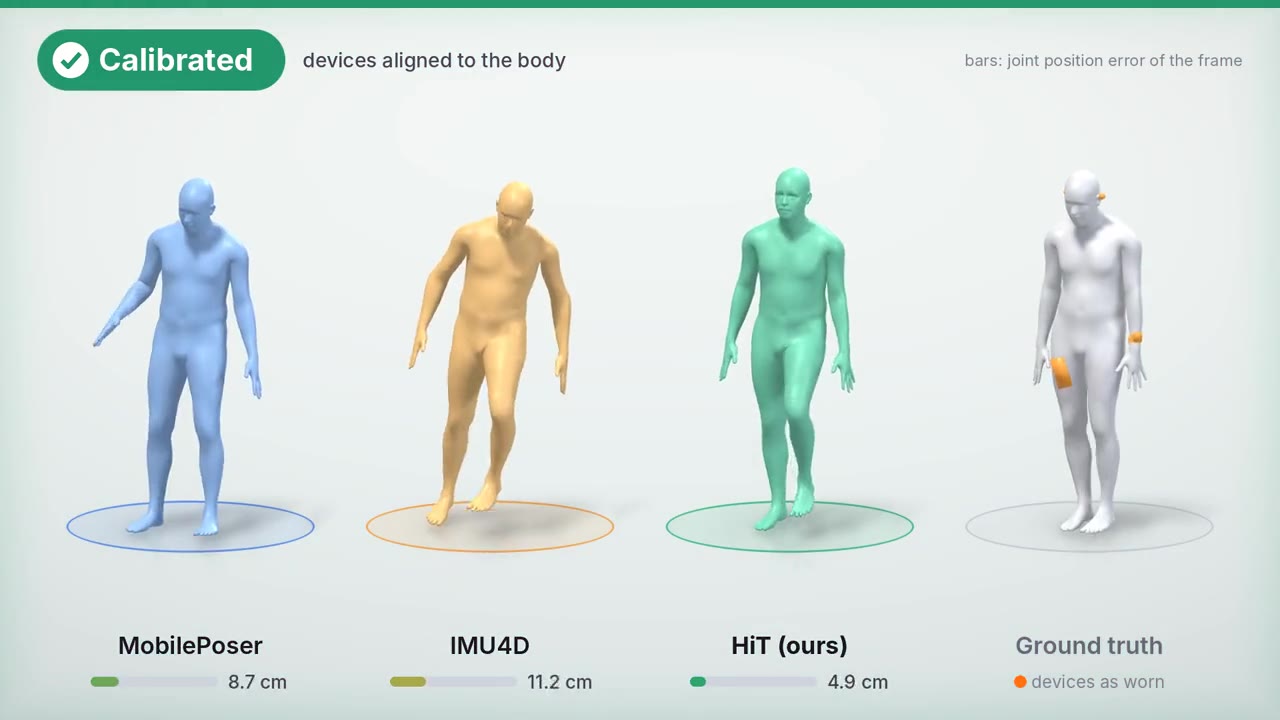 Calibrated
devices aligned to the body
bars: joint position error of the frame
MobilePoser
8.7 cm
IMU4D
11.2 cm
HiT (ours)
4.9 cm
Ground truth
devices as worn